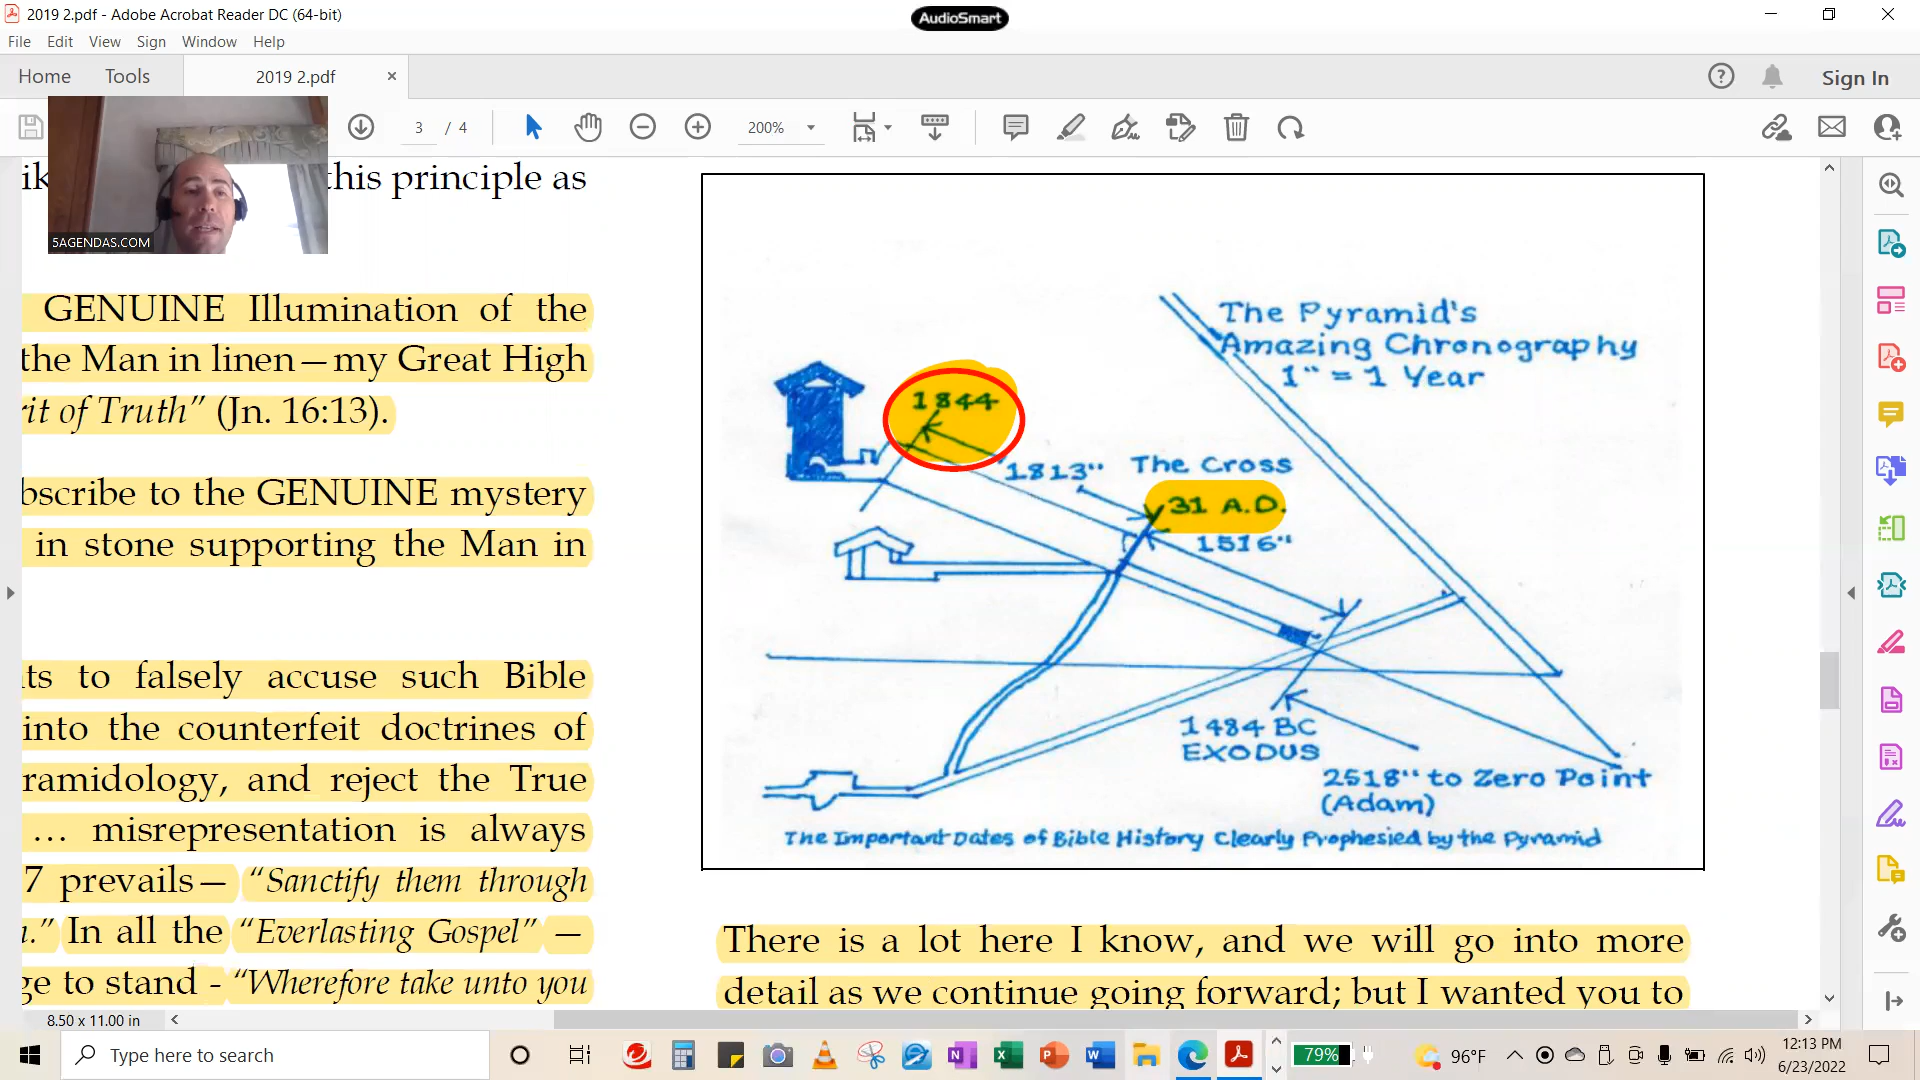 2019 2.pdf - Adobe Acrobat Reader DC (64-bit)
AudioSmart
File Edit View Sign Window Help
Home Tools 2019 2.pdf × Sign In
3 / 4 200%
5AGENDAS.COM
this principle as
GENUINE Illumination of the
the Man in linen—my Great High
rit of Truth” (Jn. 16:13).
bscribe to the GENUINE mystery
in stone supporting the Man in
ts to falsely accuse such Bible
into the counterfeit doctrines of
ramidology, and reject the True
… misrepresentation is always
7 prevails— “Sanctify them through
In all the “Everlasting Gospel” —
ge to stand - “Wherefore take unto you
The Pyramid's
Amazing Chronography
1" = 1 Year
1844
1813"
The Cross
31 A.D.
1516"
1484 BC
EXODUS
2518" to Zero Point
(Adam)
The Important Dates of Bible History Clearly Prophesied by the Pyramid
There is a lot here I know, and we will go into more
detail as we continue going forward; but I wanted you to
8.50 x 11.00 in
Type here to search
79%
96°F
12:13 PM
6/23/2022